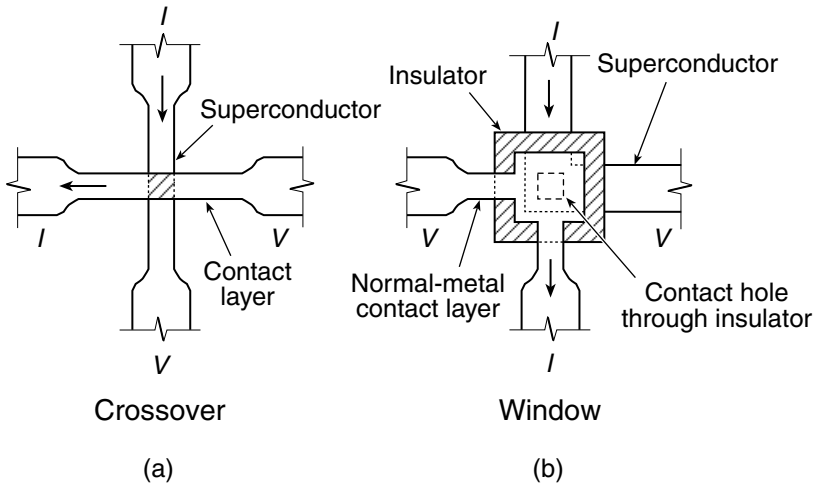 I
Superconductor
I
V
Contact
layer
V
Crossover
(a)
I
Insulator
Superconductor
V
V
Normal-metal
contact layer
Contact hole
through insulator
I
Window
(b)